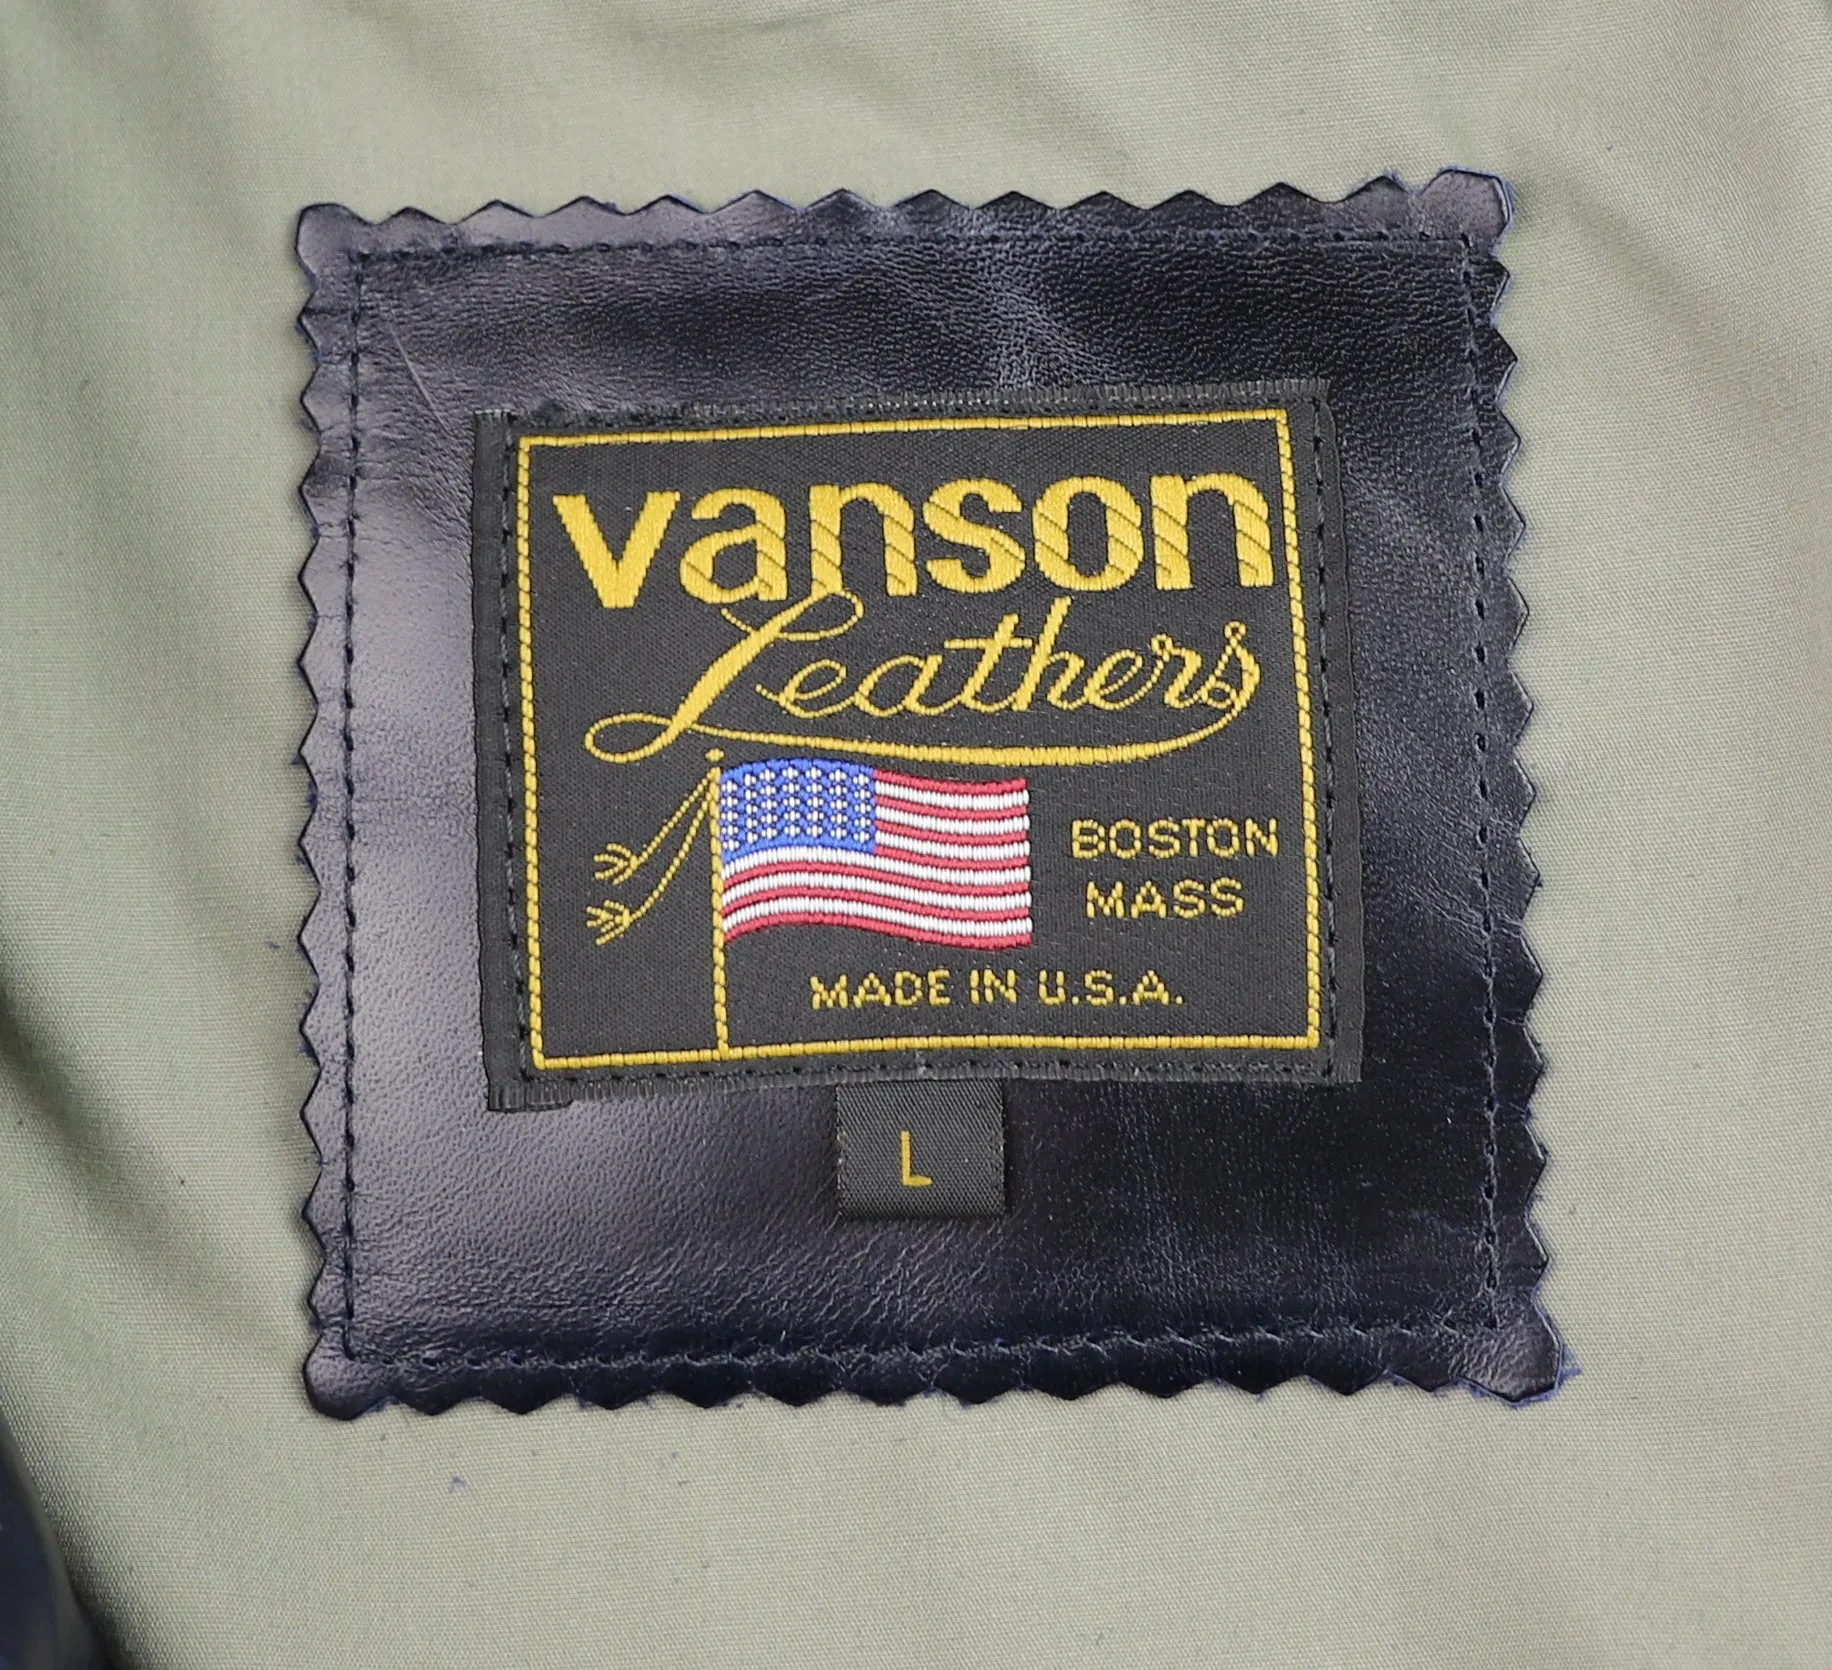 vanson
Leathers
BOSTON
MASS
MADE IN U.S.A.
L